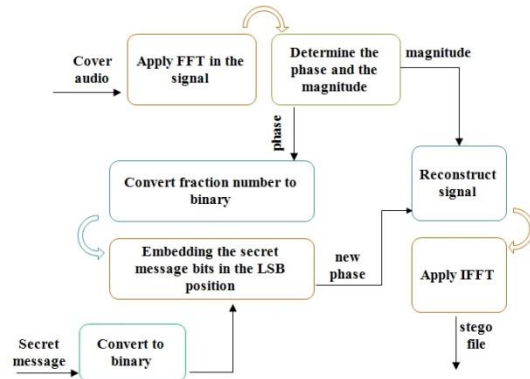 Cover
audio
Apply FFT in the
signal
Determine the
phase and the
magnitude
magnitude
phase
Convert fraction number to
binary
Reconstruct
signal
Embedding the secret
message bits in the LSB
position
new
phase
Apply IFFT
Secret
message
Convert to
binary
stego
file